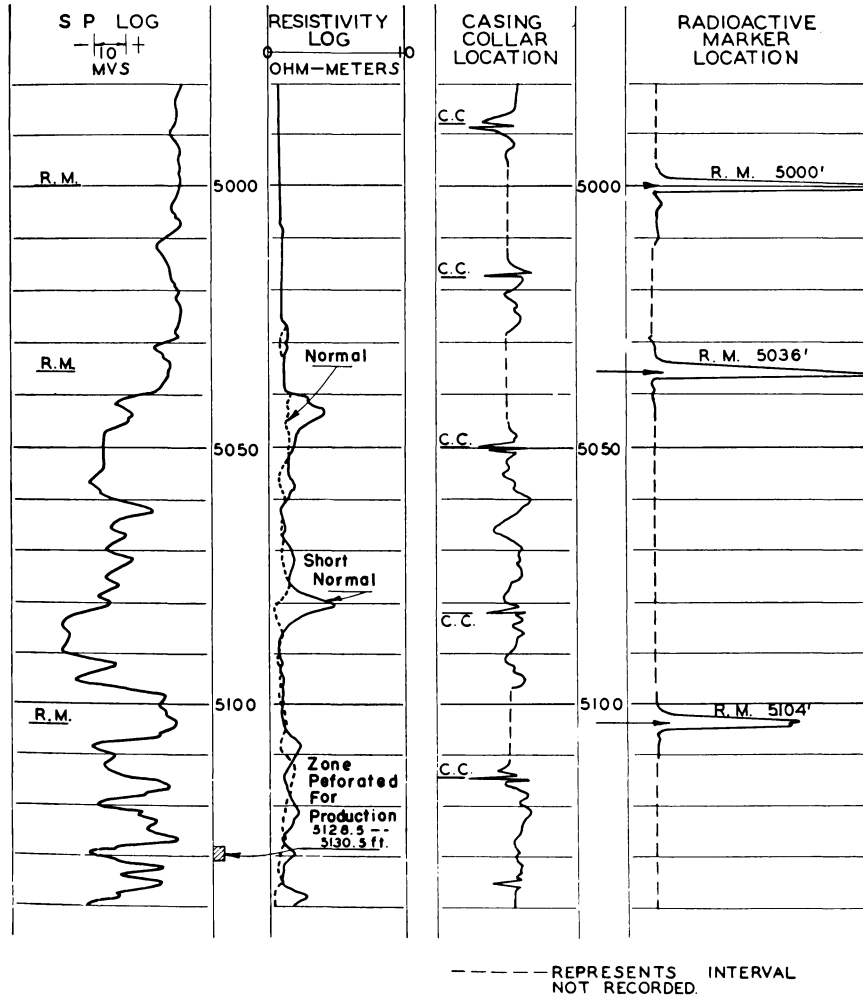 S P LOG
- 10 +
MVS
RESISTIVITY
LOG
0 10
OHM-METERS
CASING
COLLAR
LOCATION
RADIOACTIVE
MARKER
LOCATION
C.C
R.M.
5000
5000
R. M. 5000'
C.C.
R.M.
Normal
R. M. 5036'
5050
C.C.
5050
Short
Normal
C.C.
R.M.
5100
5100
R. M. 5104'
C.C.
Zone
Peforated
For
Production
5128.5 --
5130.5 ft.
---- REPRESENTS INTERVAL
NOT RECORDED.